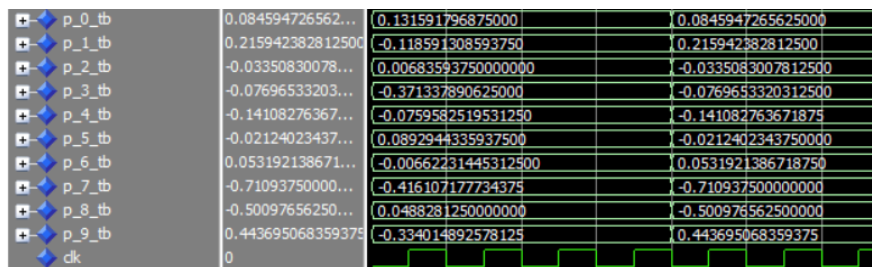 p_0_tb 0.084594726562... 0.131591796875000 0.0845947265625000
p_1_tb 0.215942382812500 -0.118591308593750 0.215942382812500
p_2_tb -0.03350830078... 0.00683593750000000 -0.0335083007812500
p_3_tb -0.07696533203... -0.371337890625000 -0.0769653320312500
p_4_tb -0.14108276367... -0.0759582519531250 -0.141082763671875
p_5_tb -0.02124023437... 0.0892944335937500 -0.0212402343750000
p_6_tb 0.053192138671... -0.00662231445312500 0.0531921386718750
p_7_tb -0.71093750000... -0.416107177734375 -0.710937500000000
p_8_tb -0.50097656250... 0.0488281250000000 -0.500976562500000
p_9_tb 0.443695068359375 -0.334014892578125 0.443695068359375
clk 0